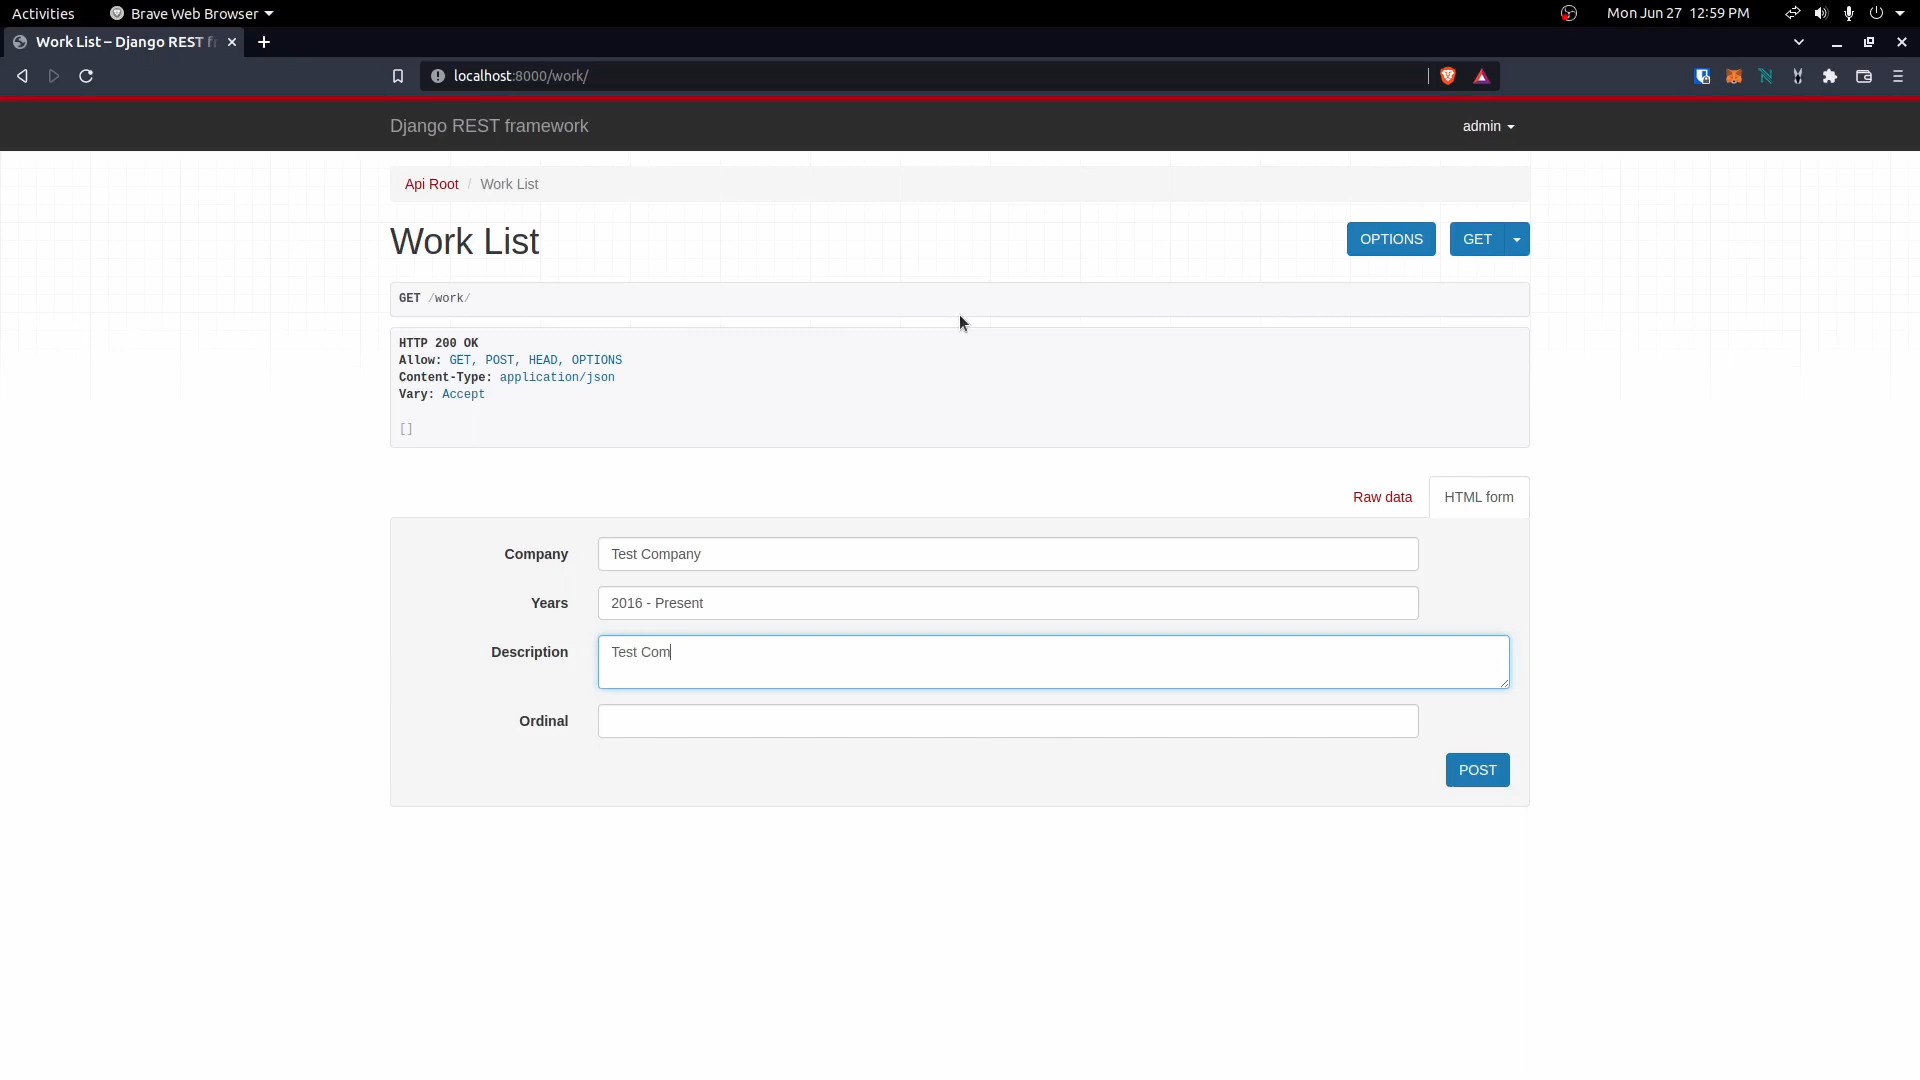 Activities
Brave Web Browser
Mon Jun 27 12:59 PM
Work List – Django REST fr
localhost:8000/work/
Django REST framework
admin
Api Root / Work List
Work List
OPTIONS
GET
GET /work/
HTTP 200 OK
Allow: GET, POST, HEAD, OPTIONS
Content-Type: application/json
Vary: Accept
[]
Raw data
HTML form
Company
Test Company
Years
2016 - Present
Description
Test Com
Ordinal
POST